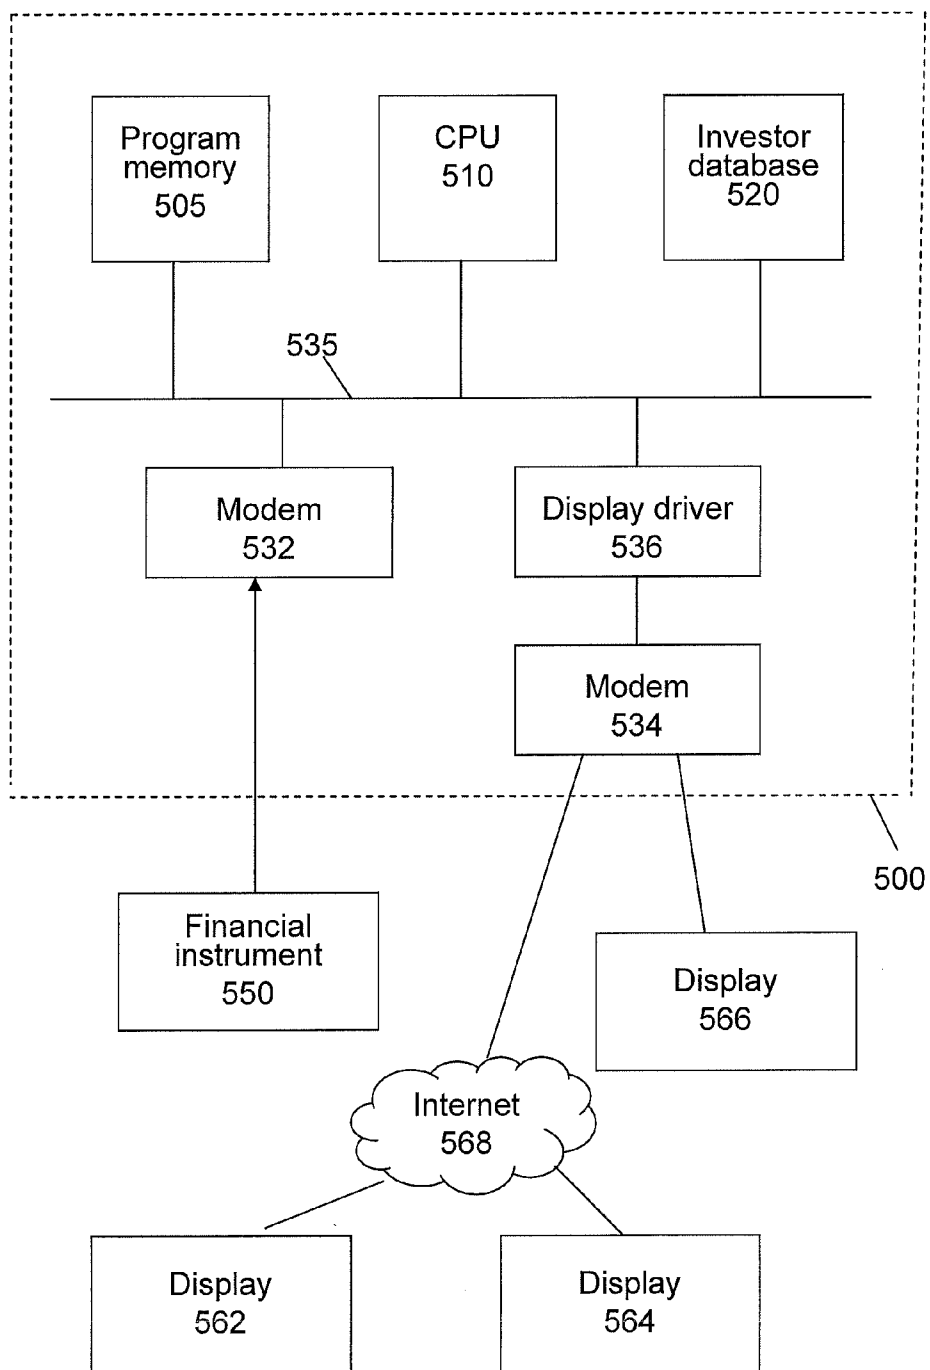 Program
memory
505
CPU
510
Investor
database
520
535
Modem
532
Display driver
536
Modem
534
500
Financial
instrument
550
Display
566
Internet
568
Display
562
Display
564